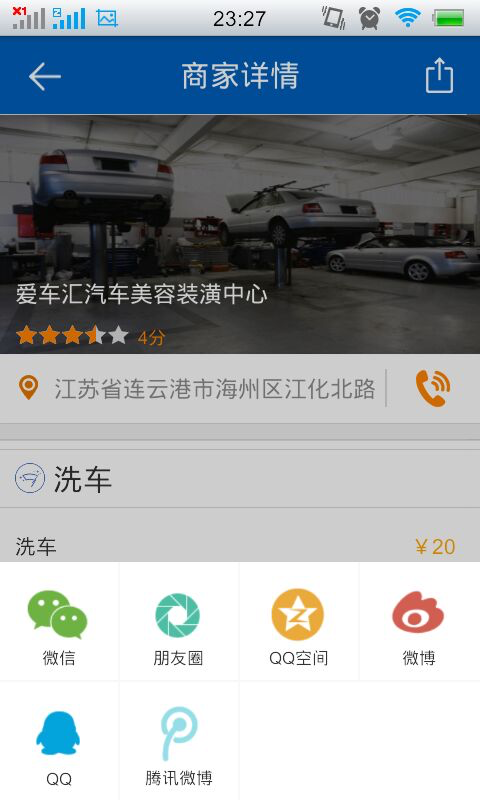 23:27
商家详情
爱车汇汽车美容装潢中心
4分
江苏省连云港市海州区江化北路
洗车
洗车 ￥20
微信 朋友圈 QQ空间 微博
QQ 腾讯微博